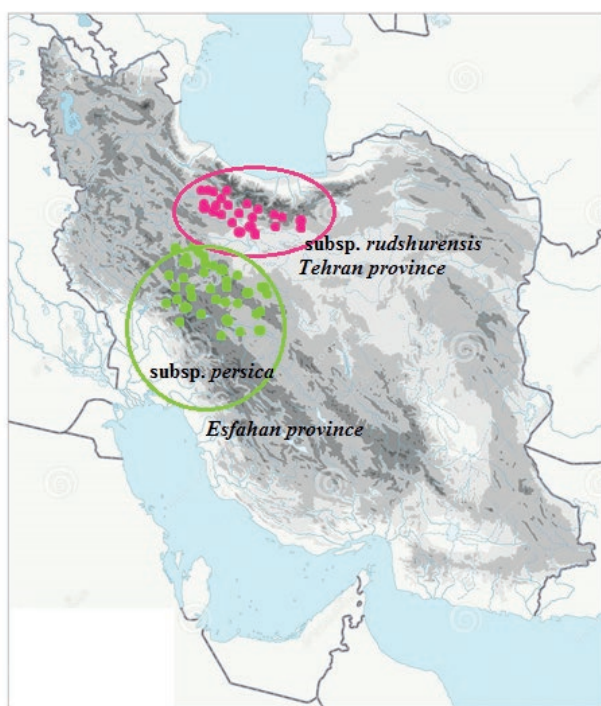 subsp. rudshurensis
Tehran province
subsp. persica
Esfahan province